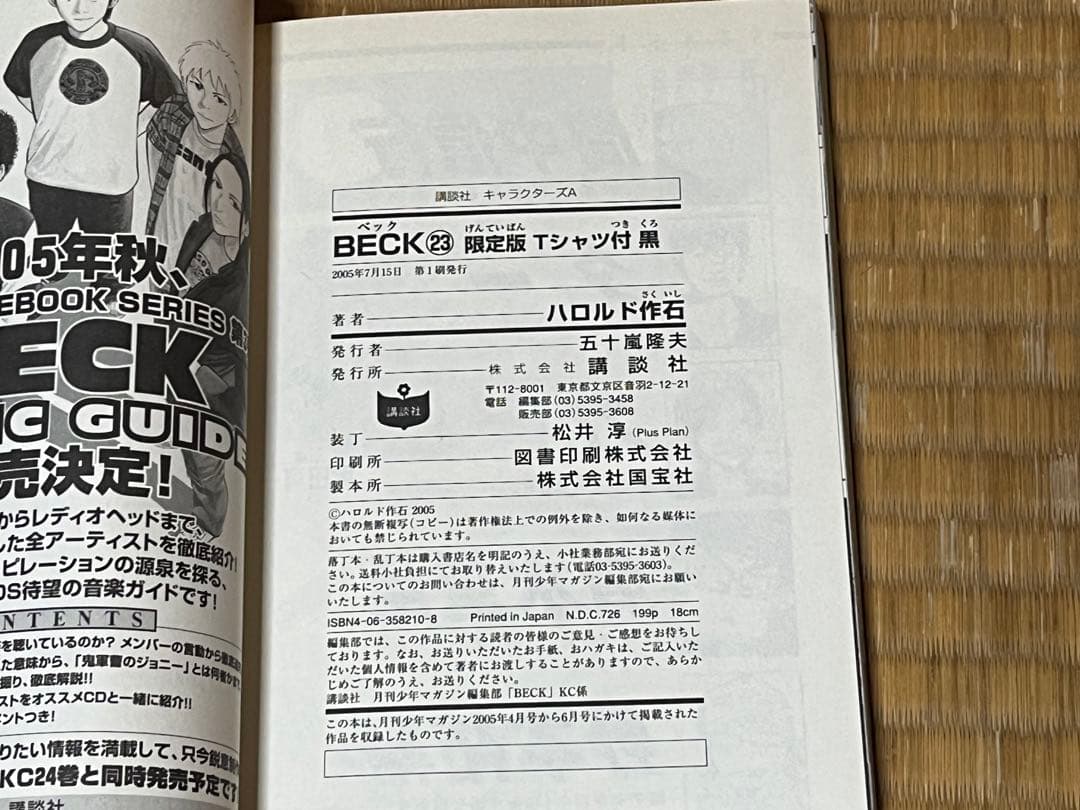 05年秋、
EBOOK SERIES 第
ECK
IC GUIDE
売決定!
からレディオヘッドまで、
した全アーティストを徹底紹介!
ピレーションの源泉を探る、
OS待望の音楽ガイドです!
NTENTS
を聴いているのか? メンバーの言動から徹底
た意味から、「鬼軍曹のジョニー」とは何者かまで、
掘り、徹底解説!!
ストをオススメCDと一緒に紹介!!
ントつき!
りたい情報を満載して、只今鋭意
KC24巻と同時発売予定です
講談社
講談社 キャラクターズA
ベック げんていばん つき くろ
BECK㉓ 限定版 Tシャツ付 黒
2005年7月15日 第1刷発行
さく いし
著者 ハロルド作石
発行者 五十嵐隆夫
発行所 株式会社 講談社
〒112-8001 東京都文京区音羽2-12-21
電話 編集部(03)5395-3458
販売部(03)5395-3608
講談社
装丁 松井 淳(Plus Plan)
印刷所 図書印刷株式会社
製本所 株式会社国宝社
©ハロルド作石 2005
本書の無断複写(コピー)は著作権法上での例外を除き、如何なる媒体に
おいても禁じられています。
落丁本・乱丁本は購入書店名を明記のうえ、小社業務部宛にお送りくだ
さい。送料小社負担にてお取り替えいたします(電話03-5395-3603)。
この本についてのお問い合わせは、月刊少年マガジン編集部宛にお願い
いたします。
ISBN4-06-358210-8 Printed in Japan N.D.C.726 199p 18cm
編集部では、この作品に対する読者の皆様のご意見・ご感想をお待ちし
ております。なお、お送りいただいたお手紙、おハガキは、ご記入いた
だいた個人情報を含めて著者にお渡しすることがありますので、あらか
じめご了解のうえ、お送りください。
講談社 月刊少年マガジン編集部「BECK」KC係
この本は、月刊少年マガジン2005年4月号から6月号にかけて掲載された
作品を収録したものです。